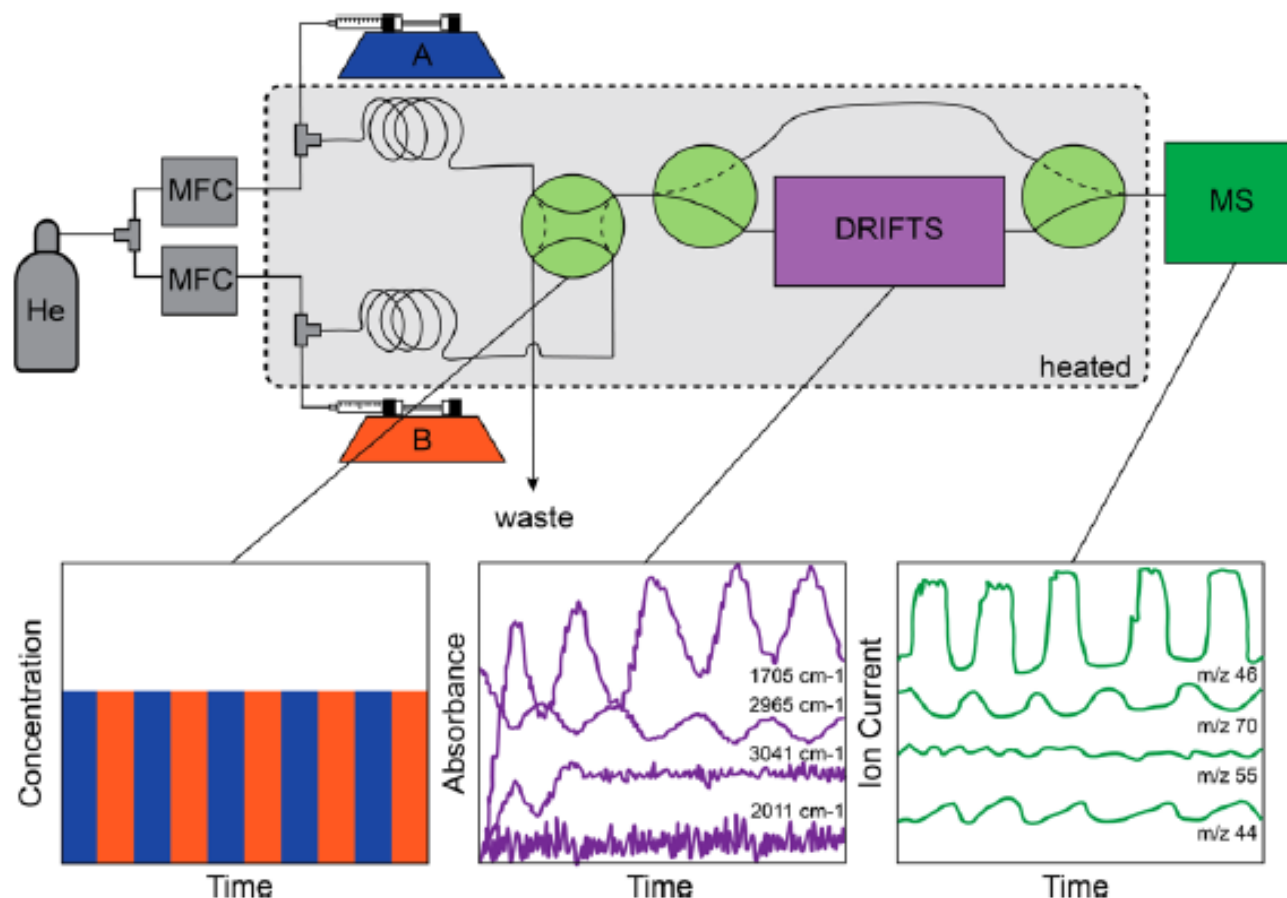 A
MFC
MFC
He
DRIFTS
MS
heated
B
waste
Concentration
Time
Absorbance
1705 cm-1
2965 cm-1
3041 cm-1
2011 cm-1
Time
Ion Current
m/z 46
m/z 70
m/z 55
m/z 44
Time